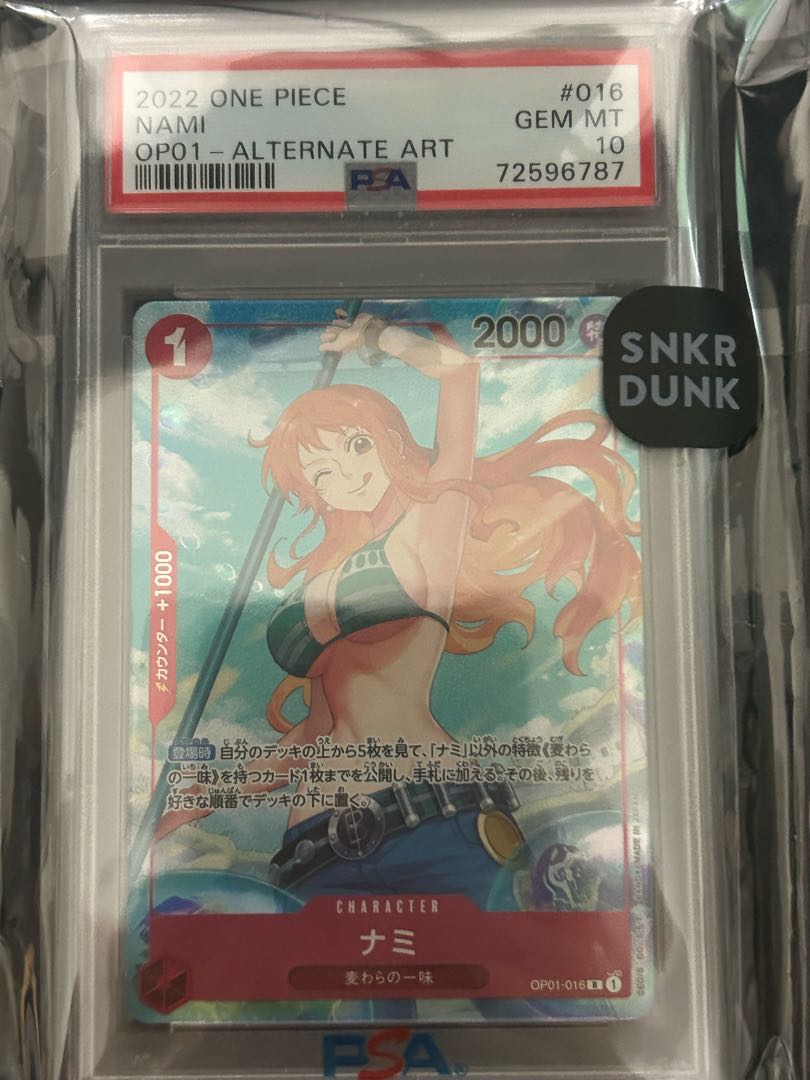 2022 ONE PIECE #016
NAMI GEM MT
OP01-ALTERNATE ART 10
PSA 72596787
1
2000
SNKR
DUNK
カウンター +1000
登場時 自分のデッキの上から5枚を見て、「ナミ」以外の特徴《麦わら
の一味》を持つカード1枚までを公開し、手札に加える。その後、残りを
好きな順番でデッキの下に置く。
CHARACTER
ナミ
麦わらの一味
OP01-016 R 1
MADE IN JAPAN
PSA